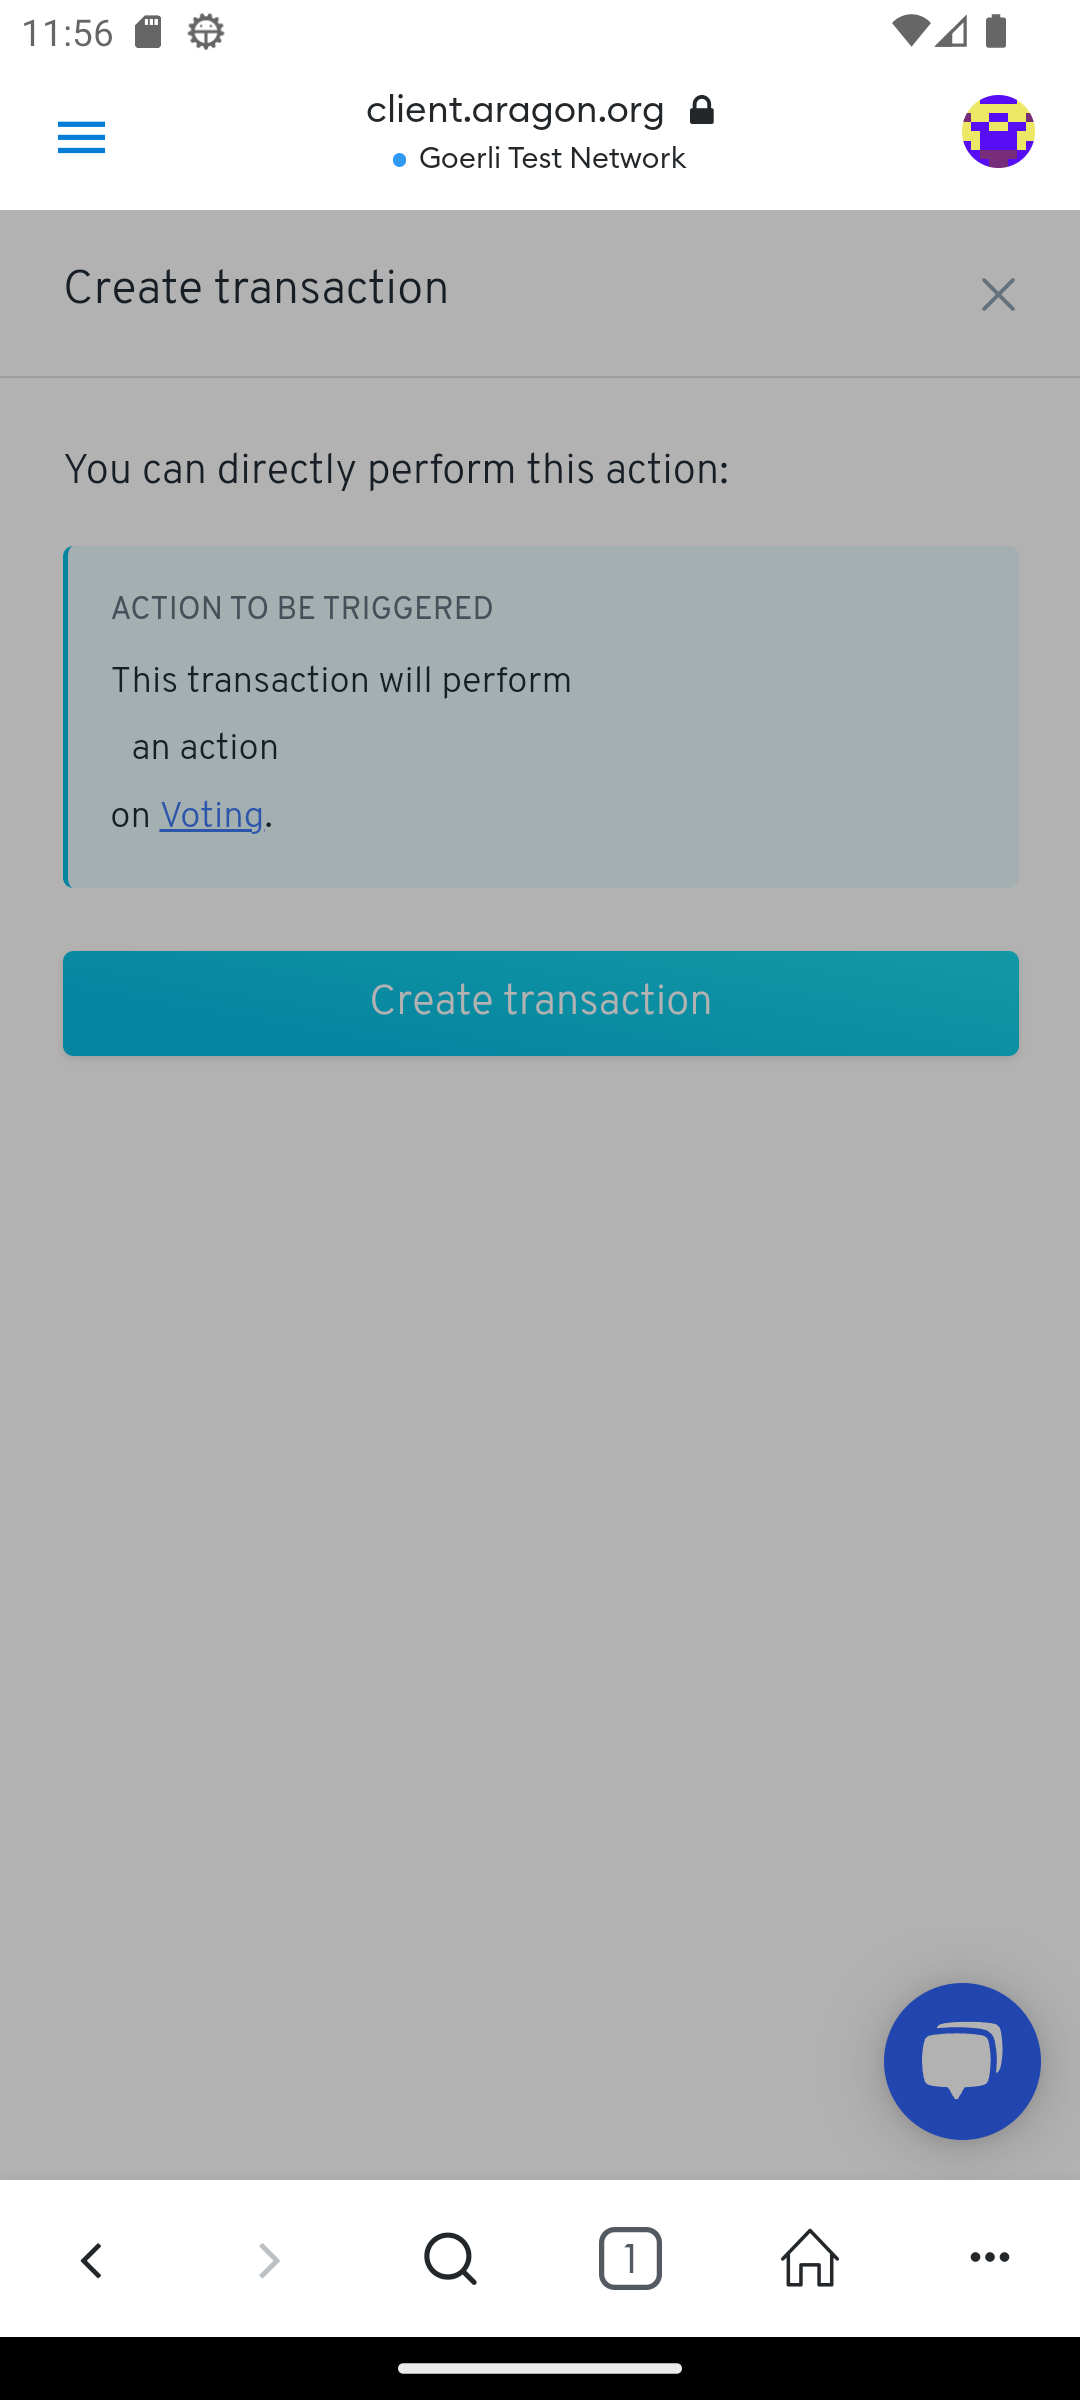 11:56
client.aragon.org
Goerli Test Network
Create transaction
You can directly perform this action:
ACTION TO BE TRIGGERED
This transaction will perform
an action
on Voting.
Create transaction
1